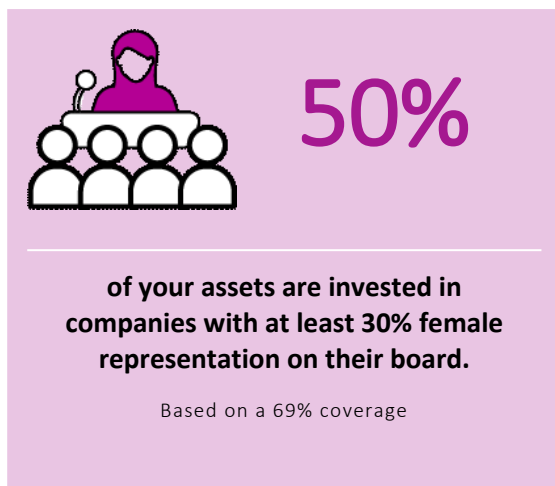 50%
of your assets are invested in
companies with at least 30% female
representation on their board.
Based on a 69% coverage